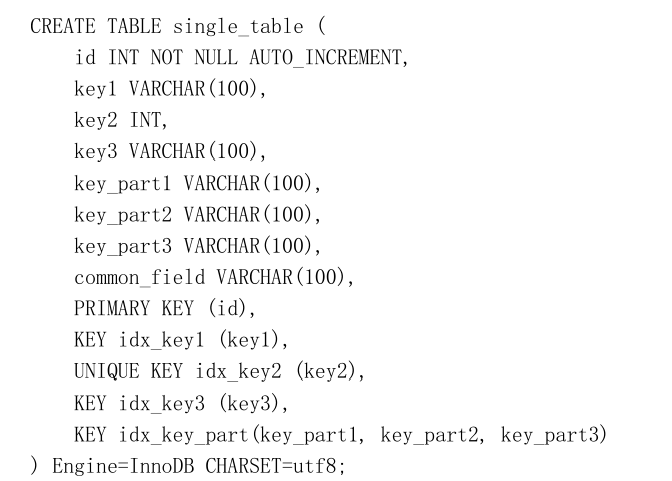 CREATE TABLE single_table (
    id INT NOT NULL AUTO_INCREMENT,
    key1 VARCHAR(100),
    key2 INT,
    key3 VARCHAR(100),
    key_part1 VARCHAR(100),
    key_part2 VARCHAR(100),
    key_part3 VARCHAR(100),
    common_field VARCHAR(100),
    PRIMARY KEY (id),
    KEY idx_key1 (key1),
    UNIQUE KEY idx_key2 (key2),
    KEY idx_key3 (key3),
    KEY idx_key_part(key_part1, key_part2, key_part3)
) Engine=InnoDB CHARSET=utf8;